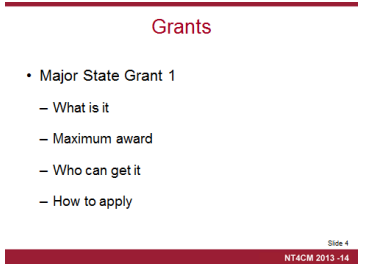 Grants
• Major State Grant 1
– What is it
– Maximum award
– Who can get it
– How to apply
Slide 4
NT4CM 2013 -14